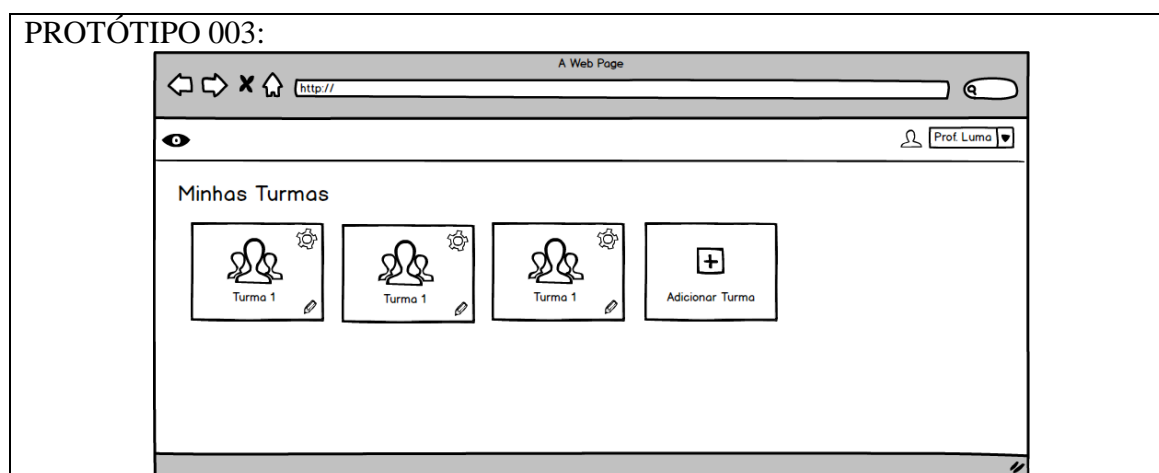 PROTÓTIPO 003:
A Web Page
http://
Prof. Luma
Minhas Turmas
Turma 1
Turma 1
Turma 1
Adicionar Turma